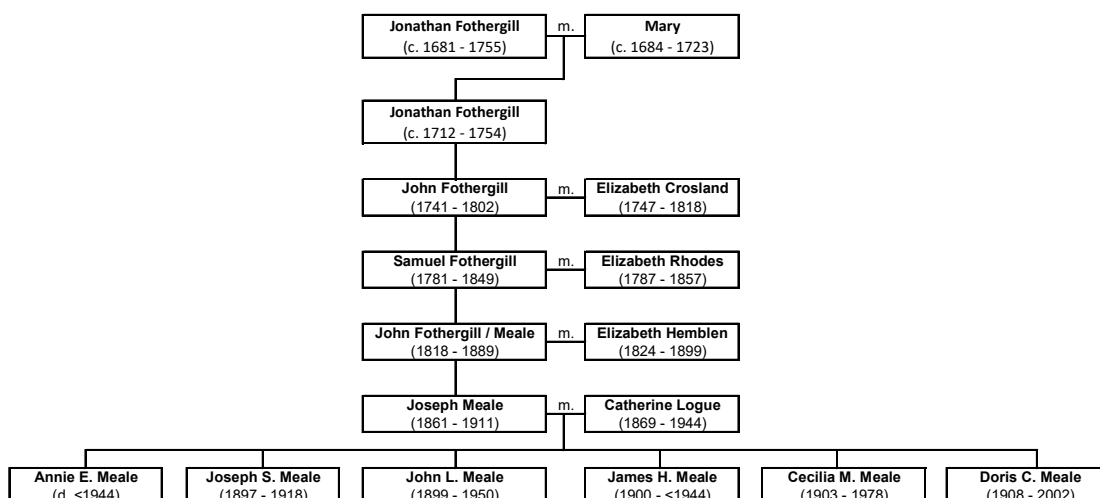 Jonathan Fothergill m. Mary
(c. 1681 - 1755) (c. 1684 - 1723)
Jonathan Fothergill
(c. 1712 - 1754)
John Fothergill m. Elizabeth Crosland
(1741 - 1802) (1747 - 1818)
Samuel Fothergill m. Elizabeth Rhodes
(1781 - 1849) (1787 - 1857)
John Fothergill / Meale m. Elizabeth Hemblen
(1818 - 1889) (1824 - 1899)
Joseph Meale m. Catherine Logue
(1861 - 1911) (1869 - 1944)
Annie E. Meale Joseph S. Meale John L. Meale James H. Meale Cecilia M. Meale Doris C. Meale
(d. ≤1944) (1897 - 1918) (1899 - 1950) (1900 - ≤1944) (1903 - 1978) (1908 - 2002)